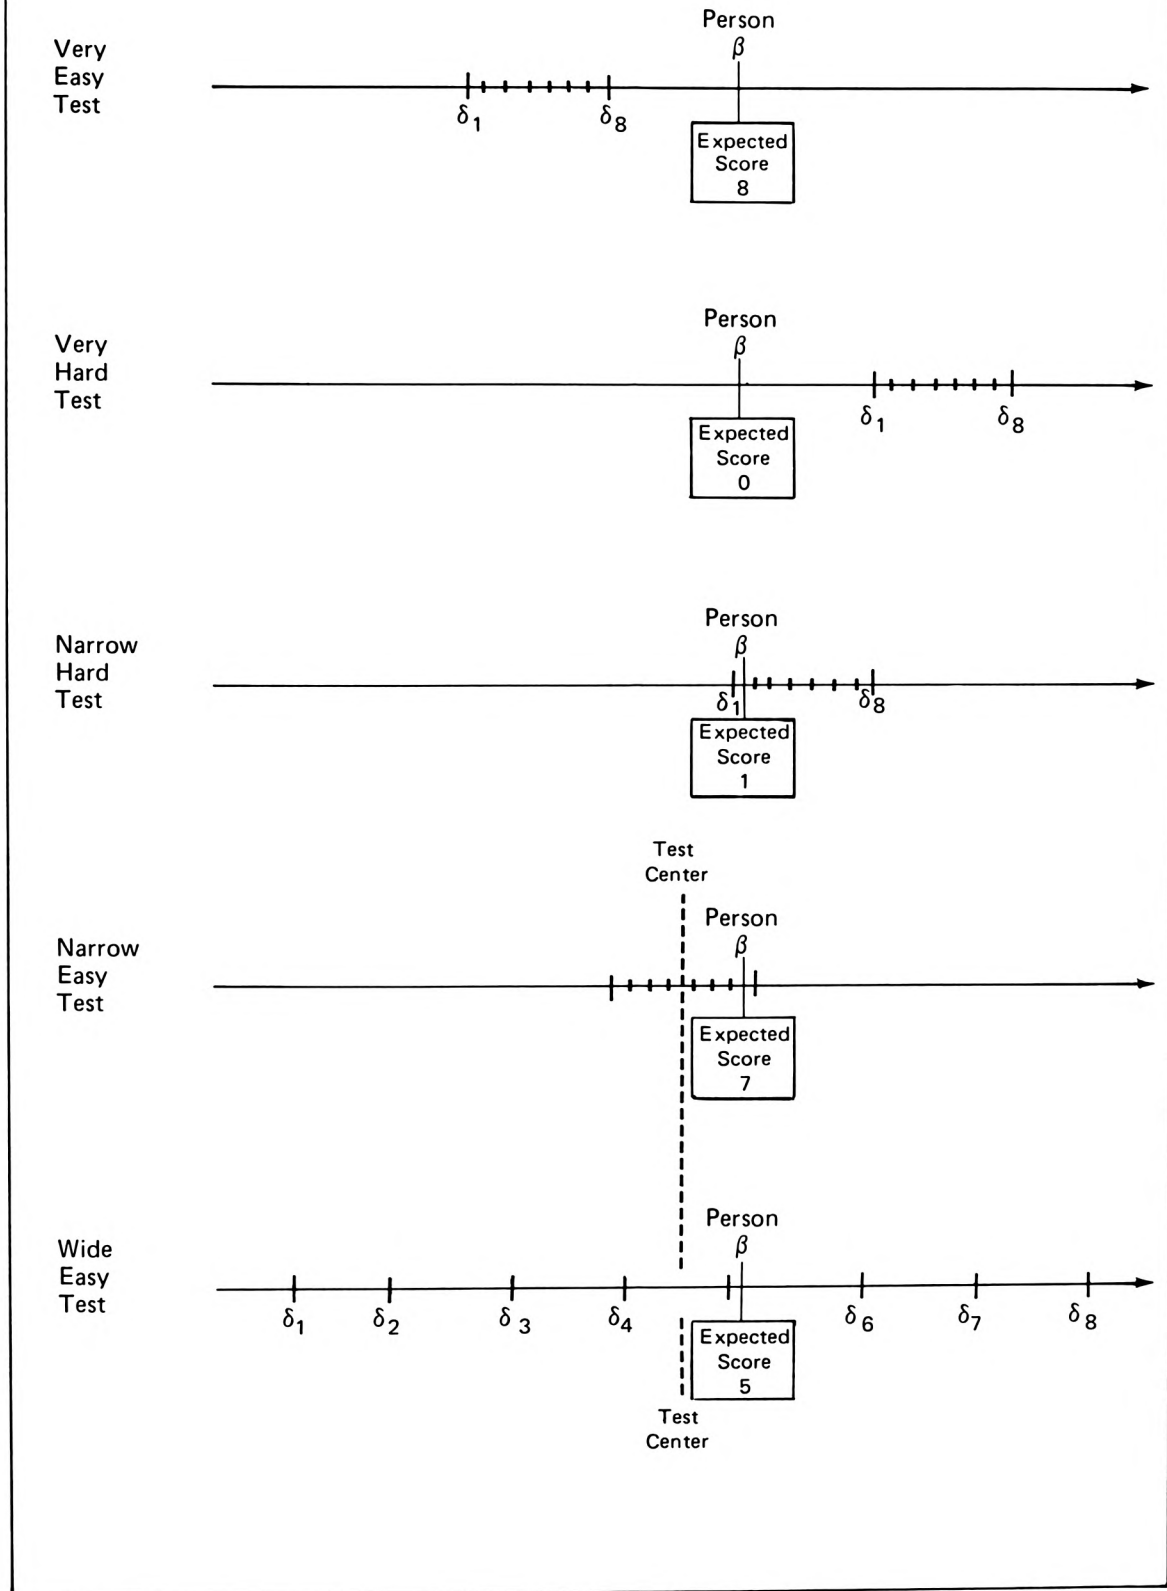 Person
β
Very
Easy
Test
δ1 δ8
Expected
Score
8
Person
β
Very
Hard
Test
δ1 δ8
Expected
Score
0
Person
β
Narrow
Hard
Test
δ1 δ8
Expected
Score
1
Test
Center
Person
β
Narrow
Easy
Test
Expected
Score
7
Person
β
Wide
Easy
Test
δ1 δ2 δ3 δ4 δ6 δ7 δ8
Expected
Score
5
Test
Center